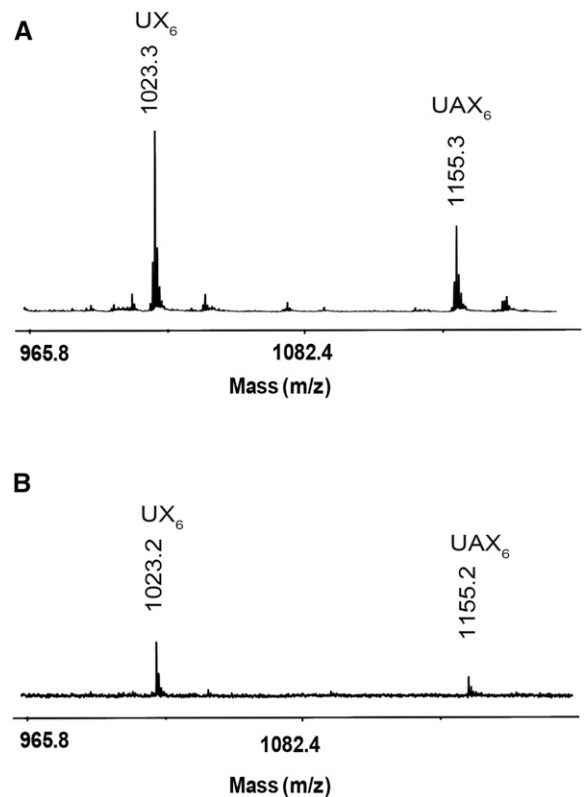 A
UX₆
1023.3
UAX₆
1155.3
965.8 1082.4
Mass (m/z)
B
UX₆
1023.2
UAX₆
1155.2
965.8 1082.4
Mass (m/z)